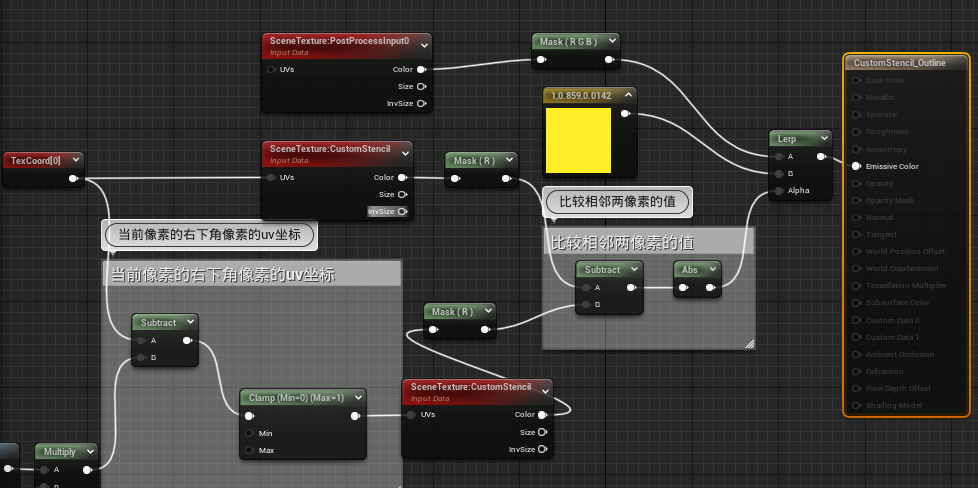 SceneTexture:PostProcessInput0
Input Data
UVs
Color
Size
InvSize
Mask ( R G B )
1,0.859,0.0142
CustomStencil_Outline
Base Color
Metallic
Specular
Roughness
Anisotropy
Emissive Color
Opacity
Opacity Mask
Normal
Tangent
World Position Offset
World Displacement
Tessellation Multiplier
Subsurface Color
Custom Data 0
Custom Data 1
Ambient Occlusion
Refraction
Pixel Depth Offset
Shading Model
Lerp
A
B
Alpha
TexCoord[0]
SceneTexture:CustomStencil
Input Data
UVs
Color
Size
InvSize
Mask ( R )
比较相邻两像素的值
比较相邻两像素的值
Subtract
A
B
Abs
当前像素的右下角像素的uv坐标
当前像素的右下角像素的uv坐标
Subtract
A
B
Mask ( R )
Clamp (Min=0) (Max=1)
Min
Max
SceneTexture:CustomStencil
Input Data
UVs
Color
Size
InvSize
Multiply
A